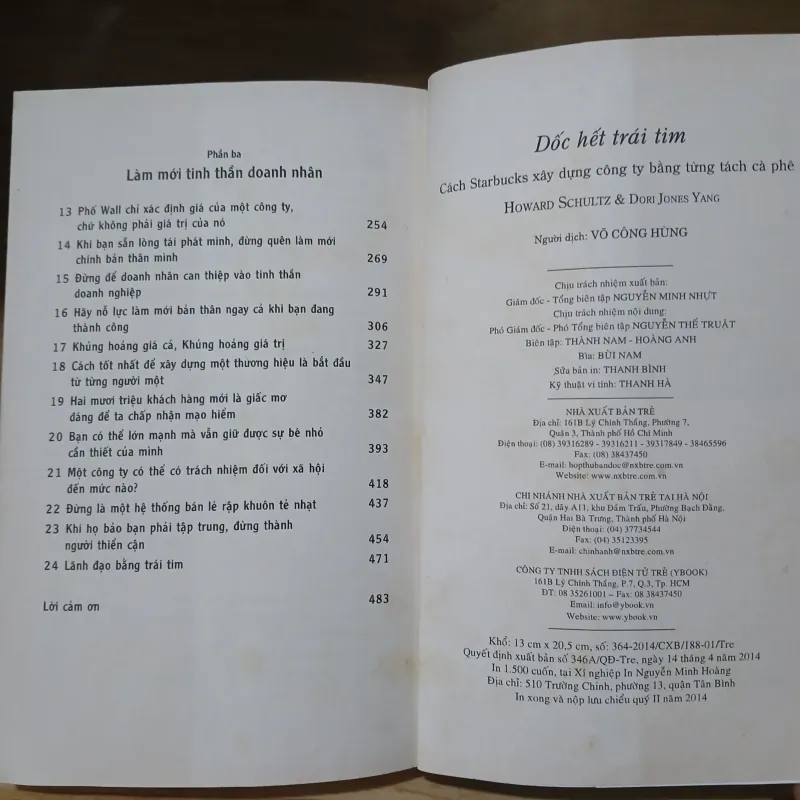 Phần ba
Làm mới tinh thần doanh nhân
13 Phố Wall chỉ xác định giá của một công ty,
chứ không phải giá trị của nó 254
14 Khi bạn sẵn lòng tái phát minh, đừng quên làm mới
chính bản thân mình 269
15 Đừng để doanh nhân can thiệp vào tinh thần
doanh nghiệp 291
16 Hãy nỗ lực làm mới bản thân ngay cả khi bạn đang
thành công 306
17 Khủng hoảng giá cả, Khủng hoảng giá trị 327
18 Cách tốt nhất để xây dựng một thương hiệu là bắt đầu
từ từng người một 347
19 Hai mươi triệu khách hàng mới là giấc mơ
đáng để ta chấp nhận mạo hiểm 382
20 Bạn có thể lớn mạnh mà vẫn giữ được sự bé nhỏ
cần thiết của mình 393
21 Một công ty có thể có trách nhiệm đối với xã hội
đến mức nào? 418
22 Đừng là một hệ thống bán lẻ rập khuôn tẻ nhạt 437
23 Khi họ bảo bạn phải tập trung, đừng thành
người thiển cận 454
24 Lãnh đạo bằng trái tim 471
Lời cảm ơn 483
Dốc hết trái tim
Cách Starbucks xây dựng công ty bằng từng tách cà phê
HOWARD SCHULTZ & DORI JONES YANG
Người dịch: VÕ CÔNG HÙNG
Chịu trách nhiệm xuất bản:
Giám đốc - Tổng biên tập NGUYỄN MINH NHỰT
Chịu trách nhiệm nội dung:
Phó Giám đốc - Phó Tổng biên tập NGUYỄN THẾ TRUẬT
Biên tập: THÀNH NAM - HOÀNG ANH
Bìa: BÙI NAM
Sửa bản in: THANH BÌNH
Kỹ thuật vi tính: THANH HÀ
NHÀ XUẤT BẢN TRẺ
Địa chỉ: 161B Lý Chính Thắng, Phường 7,
Quận 3, Thành phố Hồ Chí Minh
Điện thoại: (08) 39316289 - 39316211 - 39317849 - 38465596
Fax: (08) 38437450
E-mail: hopthubandoc@nxbtre.com.vn
Website: www.nxbtre.com.vn
CHI NHÁNH NHÀ XUẤT BẢN TRẺ TẠI HÀ NỘI
Địa chỉ: Số 21, dãy A11, khu Đầm Trấu, Phường Bạch Đằng,
Quận Hai Bà Trưng, Thành phố Hà Nội
Điện thoại: (04) 37734544
Fax: (04) 35123395
E-mail: chinhanh@nxbtre.com.vn
CÔNG TY TNHH SÁCH ĐIỆN TỬ TRẺ (YBOOK)
161B Lý Chính Thắng, P.7, Q.3, Tp. HCM
ĐT: 08 35261001 – Fax: 08 38437450
Email: info@ybook.vn
Website: www.ybook.vn
Khổ: 13 cm x 20,5 cm, số: 364-2014/CXB/188-01/Tre
Quyết định xuất bản số 346A/QĐ-Tre, ngày 14 tháng 4 năm 2014
In 1.500 cuốn, tại Xí nghiệp In Nguyễn Minh Hoàng
Địa chỉ: 510 Trường Chinh, phường 13, quận Tân Bình
In xong và nộp lưu chiểu quý II năm 2014